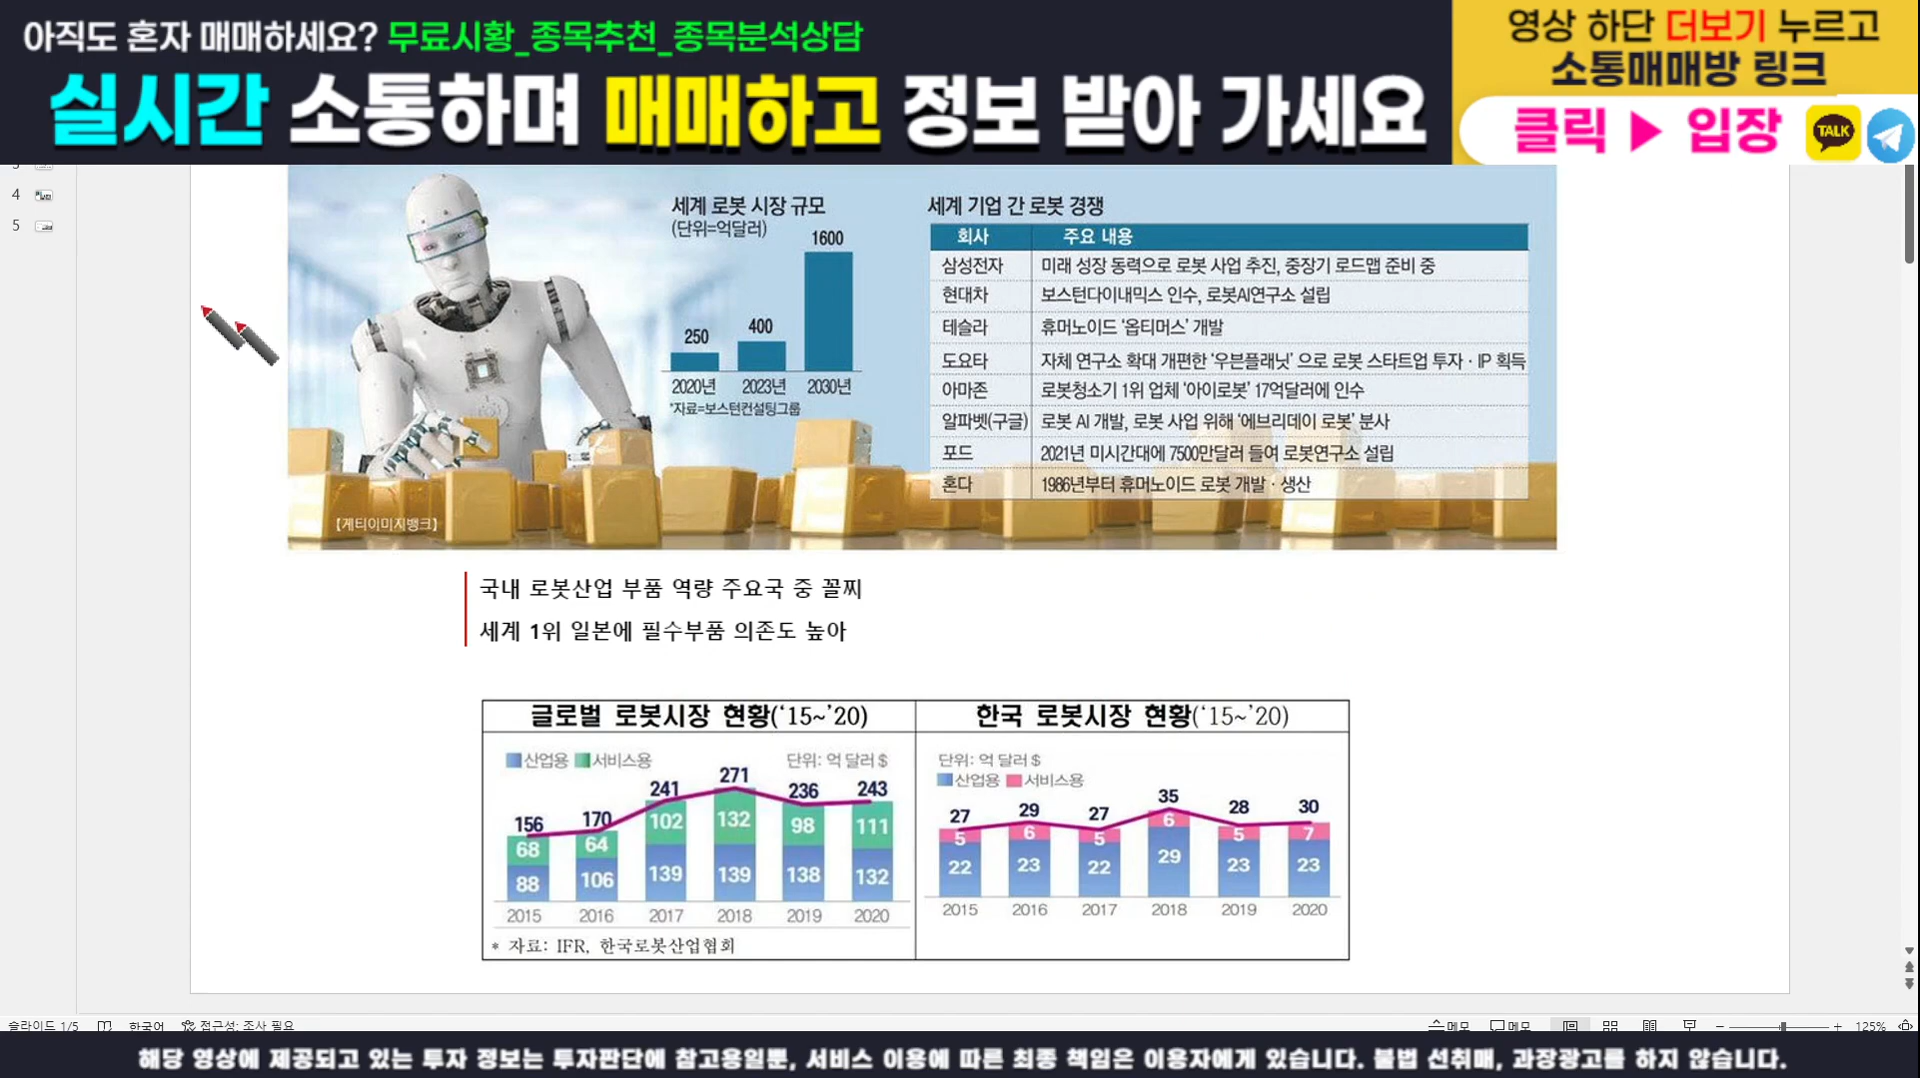 아직도 혼자 매매하세요? 무료시황_종목추천_종목분석상담
실시간 소통하며 매매하고 정보 받아 가세요
영상 하단 더보기 누르고
소통매매방 링크
클릭 ▶ 입장
TALK
4
5
세계 로봇 시장 규모
(단위=억달러)
250
400
1600
2020년 2023년 2030년
*자료=보스턴컨설팅그룹
【게티이미지뱅크】
세계 기업 간 로봇 경쟁
회사 주요 내용
삼성전자 미래 성장 동력으로 로봇 사업 추진, 중장기 로드맵 준비 중
현대차 보스턴다이내믹스 인수, 로봇AI연구소 설립
테슬라 휴머노이드 ‘옵티머스’ 개발
도요타 자체 연구소 확대 개편한 ‘우븐플래닛’ 으로 로봇 스타트업 투자 · IP 획득
아마존 로봇청소기 1위 업체 ‘아이로봇’ 17억달러에 인수
알파벳(구글) 로봇 AI 개발, 로봇 사업 위해 ‘에브리데이 로봇’ 분사
포드 2021년 미시간대에 7500만달러 들여 로봇연구소 설립
혼다 1986년부터 휴머노이드 로봇 개발 · 생산
국내 로봇산업 부품 역량 주요국 중 꼴찌
세계 1위 일본에 필수부품 의존도 높아
글로벌 로봇시장 현황(‘15~’20)
산업용 서비스용 단위: 억 달러 $
156 170 241 271 236 243
68 64 102 132 98 111
88 106 139 139 138 132
2015 2016 2017 2018 2019 2020
* 자료: IFR, 한국로봇산업협회
한국 로봇시장 현황(‘15~’20)
단위: 억 달러 $
산업용 서비스용
27 29 27 35 28 30
5 6 5 6 5 7
22 23 22 29 23 23
2015 2016 2017 2018 2019 2020
슬라이드 1/5 한국어 접근성: 조사 필요 메모 메모 125%
해당 영상에 제공되고 있는 투자 정보는 투자판단에 참고용일뿐, 서비스 이용에 따른 최종 책임은 이용자에게 있습니다. 불법 선취매, 과장광고를 하지 않습니다.